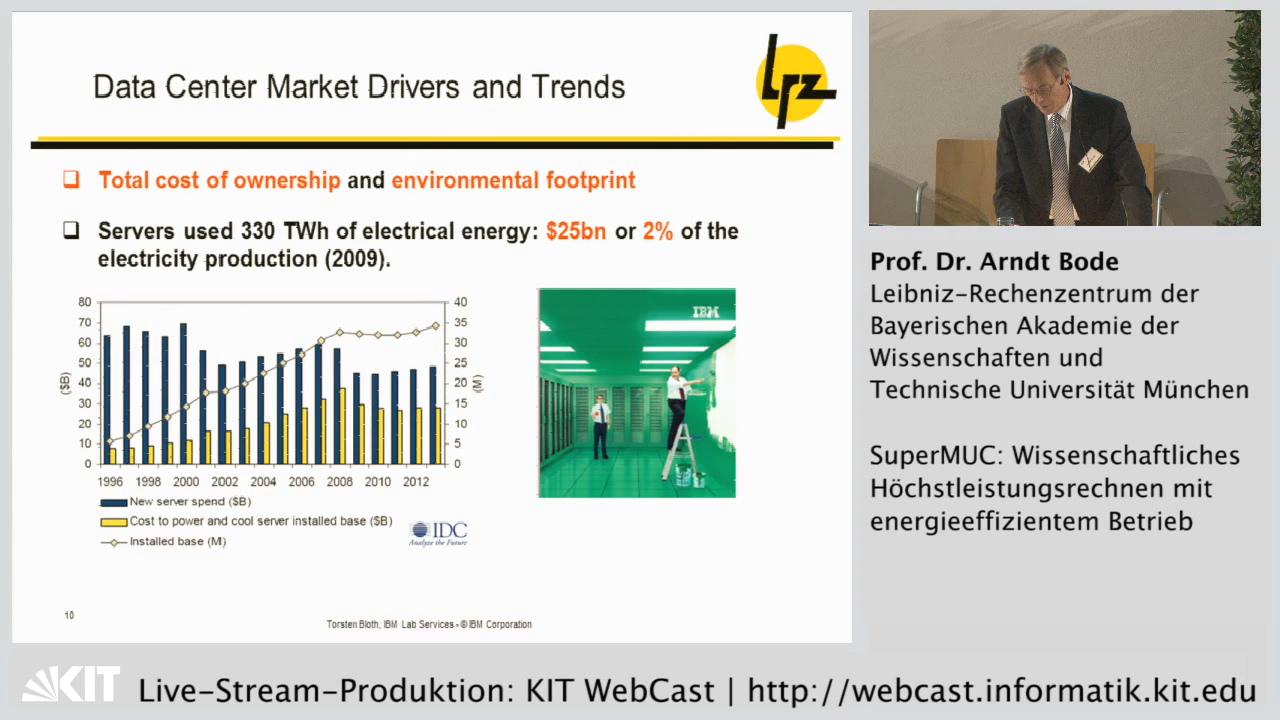 Data Center Market Drivers and Trends
lrz
Total cost of ownership and environmental footprint
Servers used 330 TWh of electrical energy: $25bn or 2% of the
electricity production (2009).
80
70
60
50
40
30
20
10
0
($B)
40
35
30
25
20
15
10
5
0
(M)
1996 1998 2000 2002 2004 2006 2008 2010 2012
New server spend ($B)
Cost to power and cool server installed base ($B)
Installed base (M)
IDC
Analyze the Future
IBM
10
Torsten Bloth, IBM Lab Services - © IBM Corporation
Prof. Dr. Arndt Bode
Leibniz-Rechenzentrum der
Bayerischen Akademie der
Wissenschaften und
Technische Universität München
SuperMUC: Wissenschaftliches
Höchstleistungsrechnen mit
energieeffizientem Betrieb
KIT
Live-Stream-Produktion: KIT WebCast | http://webcast.informatik.kit.edu